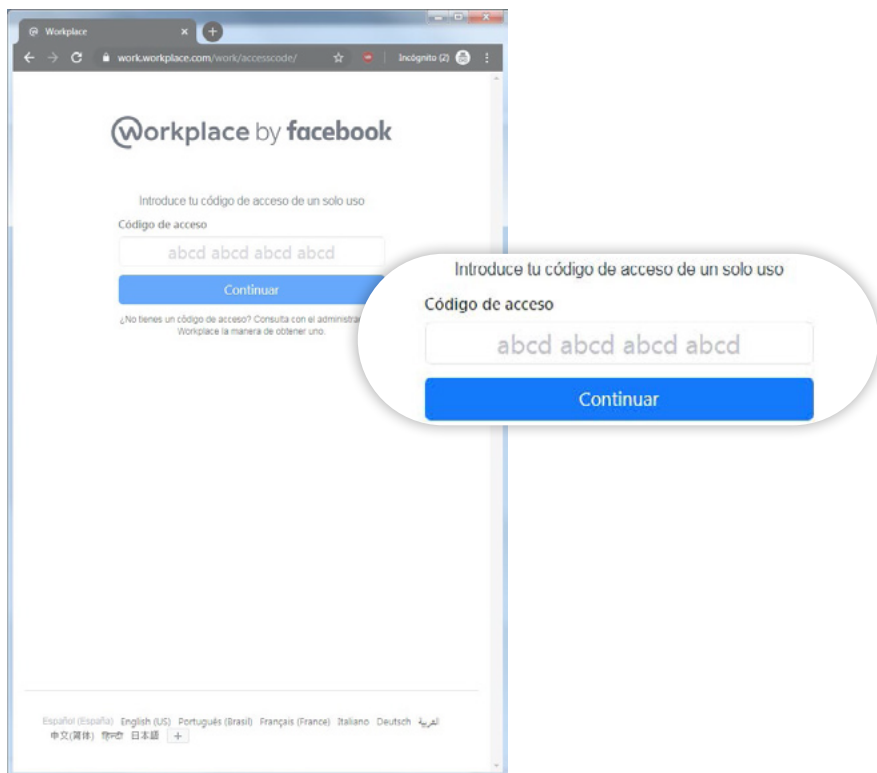 Workplace
work.workplace.com/work/accesscode/
Incógnito (2)
Workplace by facebook
Introduce tu código de acceso de un solo uso
Código de acceso
abcd abcd abcd abcd
Continuar
¿No tienes un código de acceso? Consulta con el administra
Workplace la manera de obtener uno.
Introduce tu código de acceso de un solo uso
Código de acceso
abcd abcd abcd abcd
Continuar
Español (España) English (US) Português (Brasil) Français (France) Italiano Deutsch العربية
中文(简体) हिन्दी 日本語 +